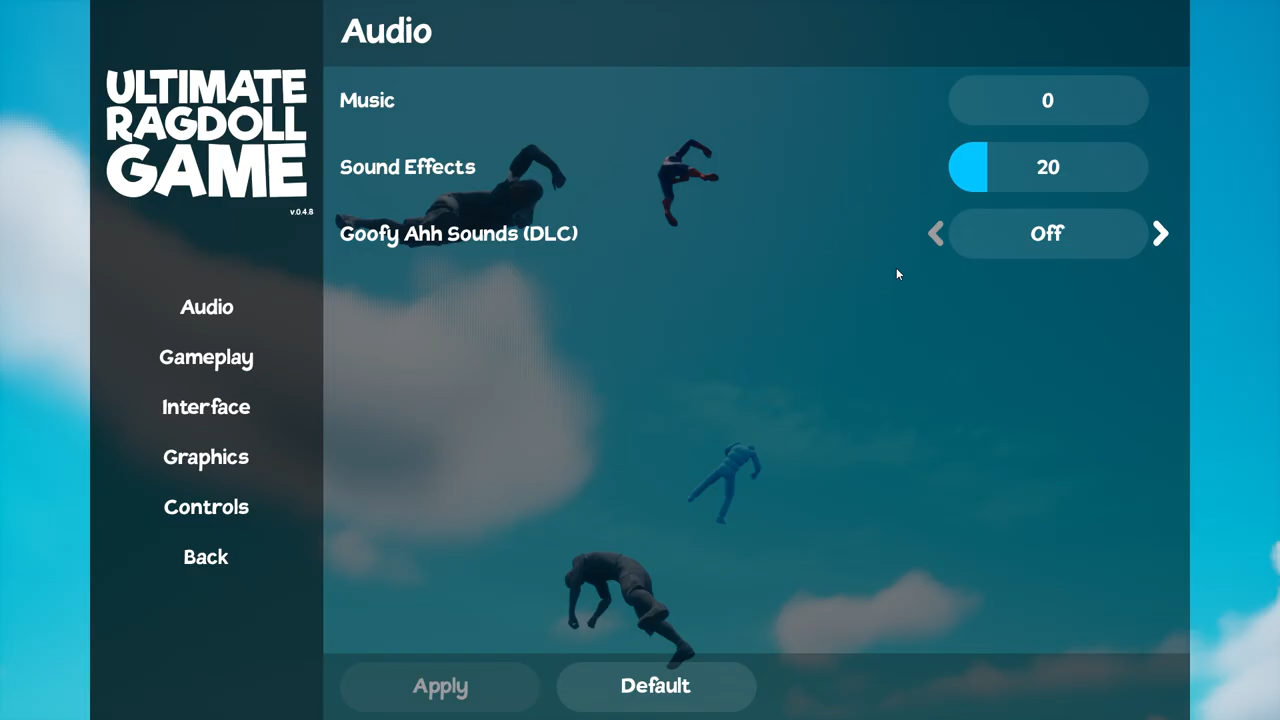 ULTIMATE
RAGDOLL
GAME
v.0.4.8
Audio
Gameplay
Interface
Graphics
Controls
Back
Audio
Music 0
Sound Effects 20
Goofy Ahh Sounds (DLC) Off
Apply Default